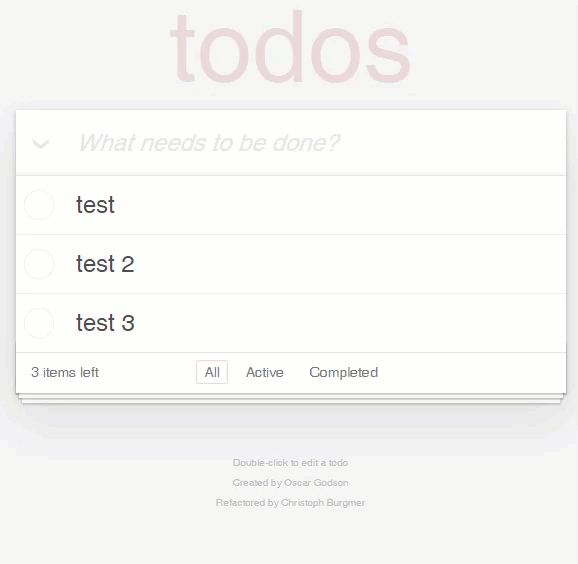 todos
What needs to be done?
test
test 2
test 3
3 items left All Active Completed
Double-click to edit a todo
Created by Oscar Godson
Refactored by Christoph Burgmer